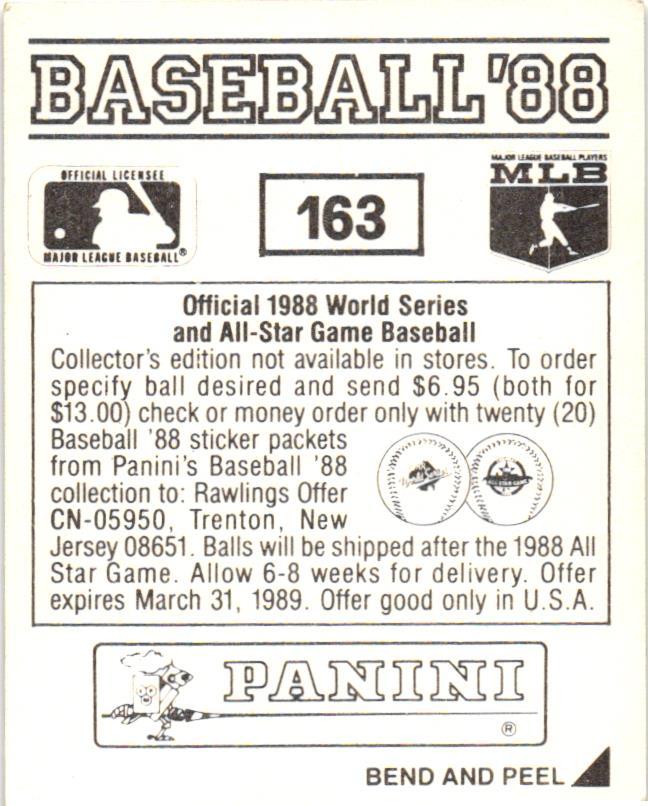 BASEBALL '88
OFFICIAL LICENSEE
MAJOR LEAGUE BASEBALL®
163
MAJOR LEAGUE BASEBALL PLAYERS
MLB
Official 1988 World Series
and All-Star Game Baseball
Collector's edition not available in stores. To order
specify ball desired and send $6.95 (both for
$13.00) check or money order only with twenty (20)
Baseball '88 sticker packets
from Panini's Baseball '88
collection to: Rawlings Offer
CN-05950, Trenton, New
Jersey 08651. Balls will be shipped after the 1988 All
Star Game. Allow 6-8 weeks for delivery. Offer
expires March 31, 1989. Offer good only in U.S.A.
World Series
ALL-STAR GAME
PANINI
®
BEND AND PEEL